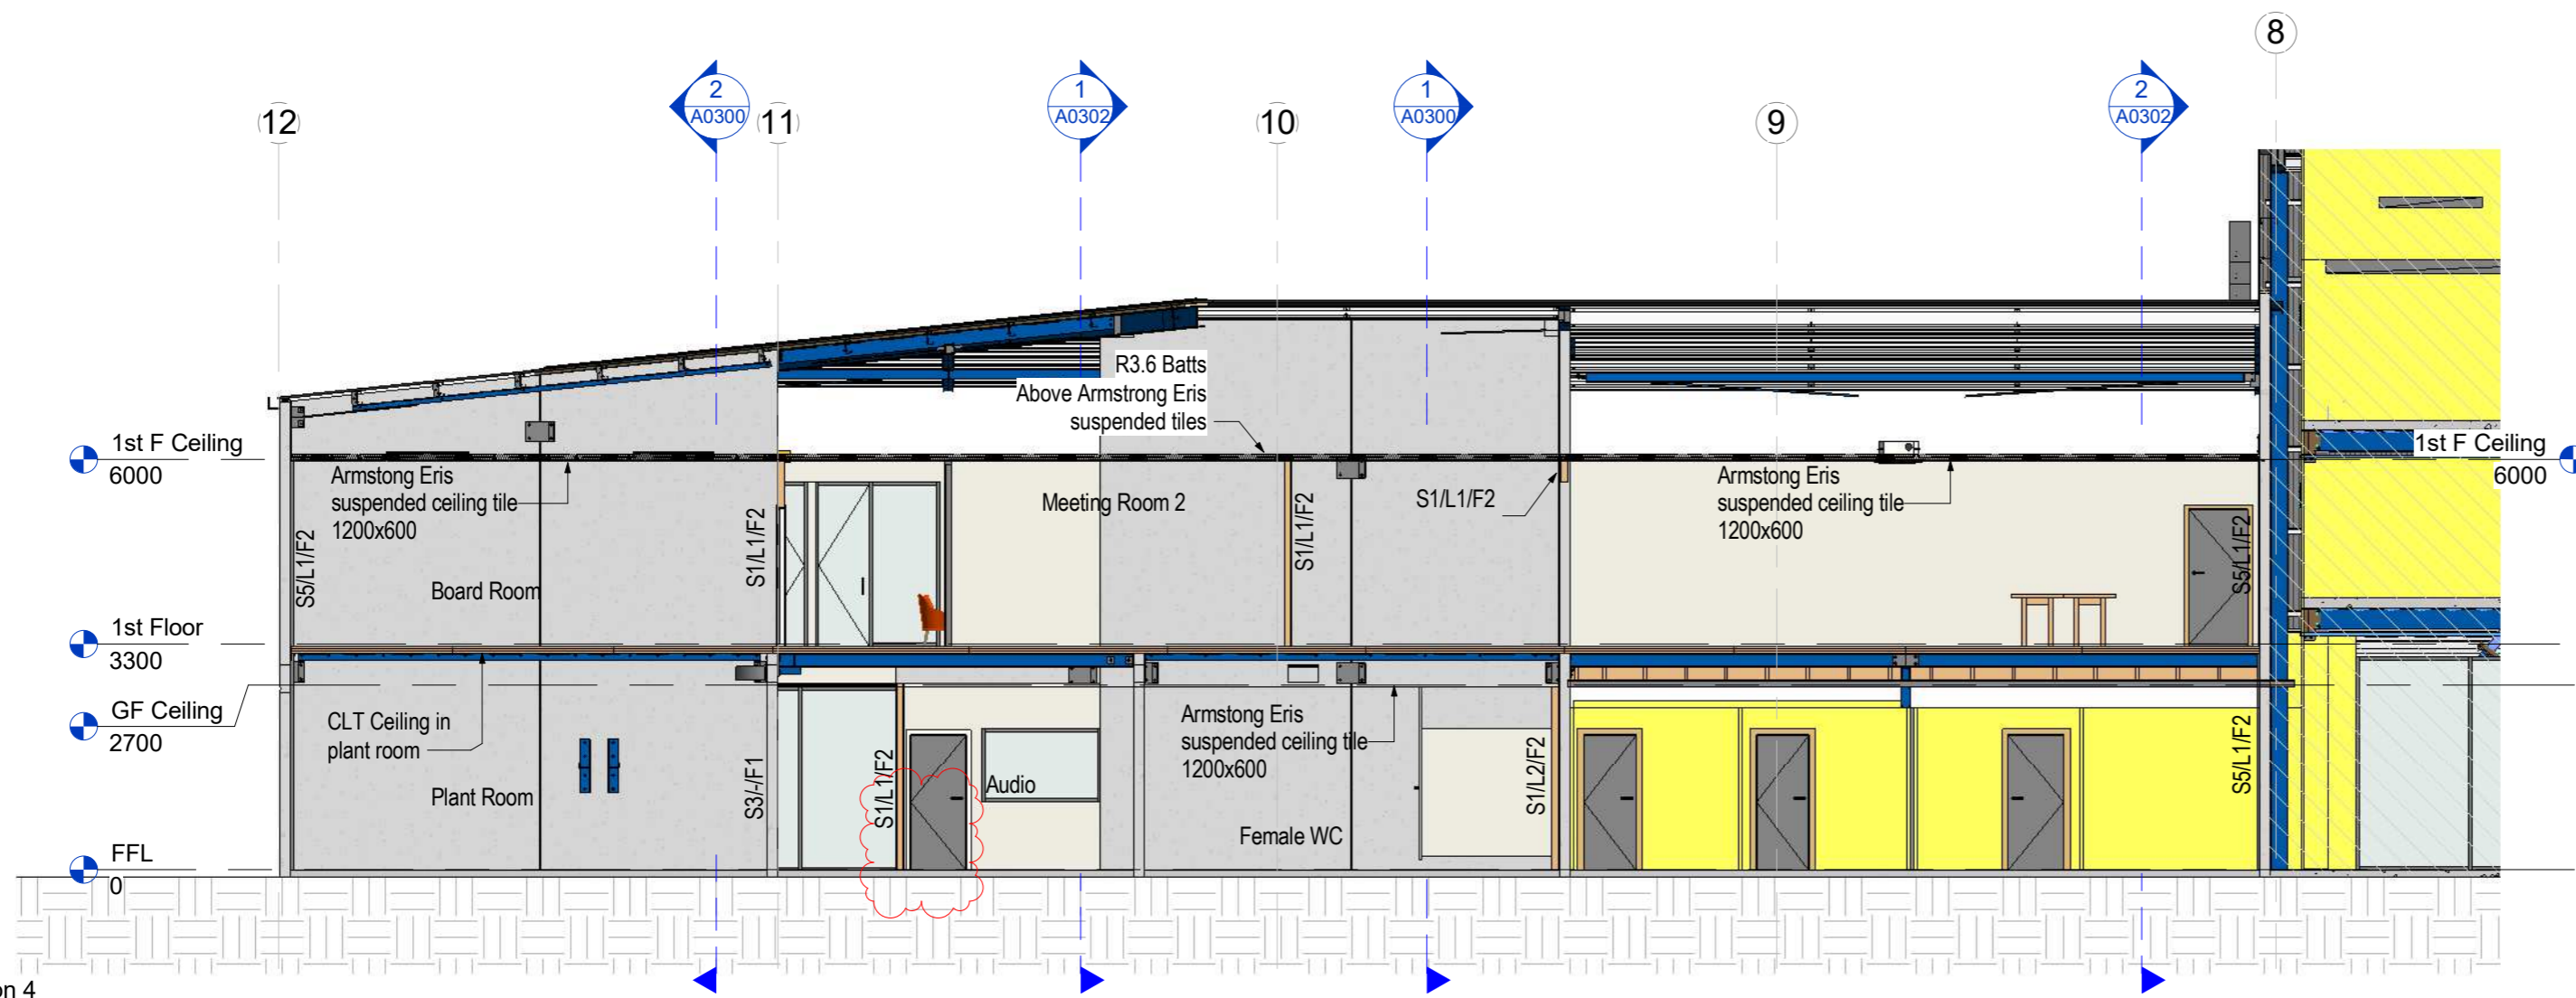 8
2
A0300
1
A0302
1
A0300
2
A0302
12
11
10
9
R3.6 Batts
Above Armstrong Eris
suspended tiles
1st F Ceiling
6000
1st F Ceiling
6000
Armstong Eris
suspended ceiling tile
1200x600
Meeting Room 2
S1/L1/F2
Armstong Eris
suspended ceiling tile
1200x600
S5/L1/F2
S1/L1/F2
S1/L1/F2
S5/L1/F2
Board Room
1st Floor
3300
GF Ceiling
2700
CLT Ceiling in
plant room
Armstong Eris
suspended ceiling tile
1200x600
Plant Room
S3/-/F1
S1/L1/F2
Audio
S1/L2/F2
S5/L1/F2
Female WC
FFL
0
on 4